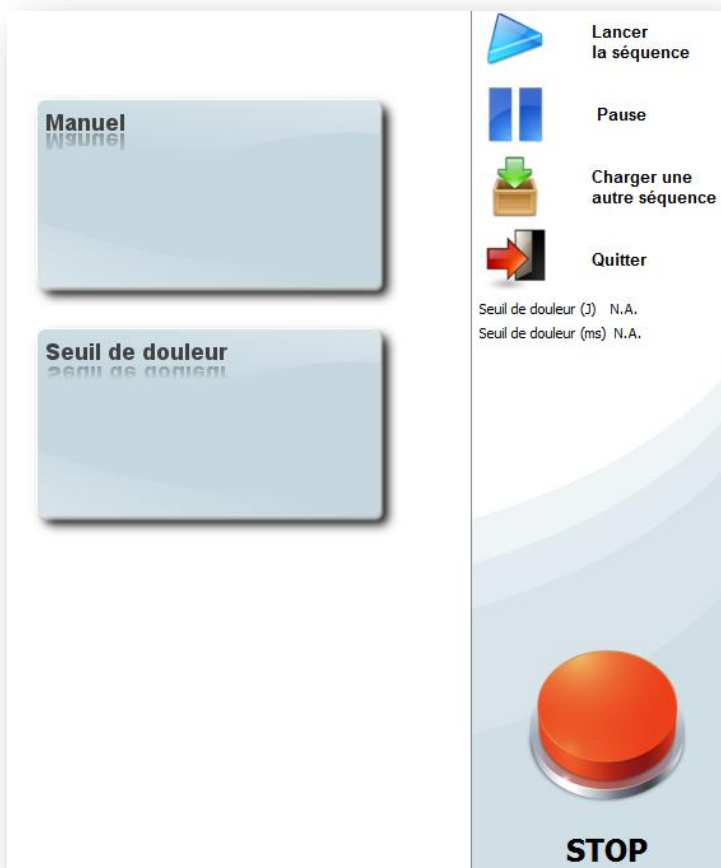 Manuel
Seuil de douleur
Lancer
la séquence
Pause
Charger une
autre séquence
Quitter
Seuil de douleur (J) N.A.
Seuil de douleur (ms) N.A.
STOP